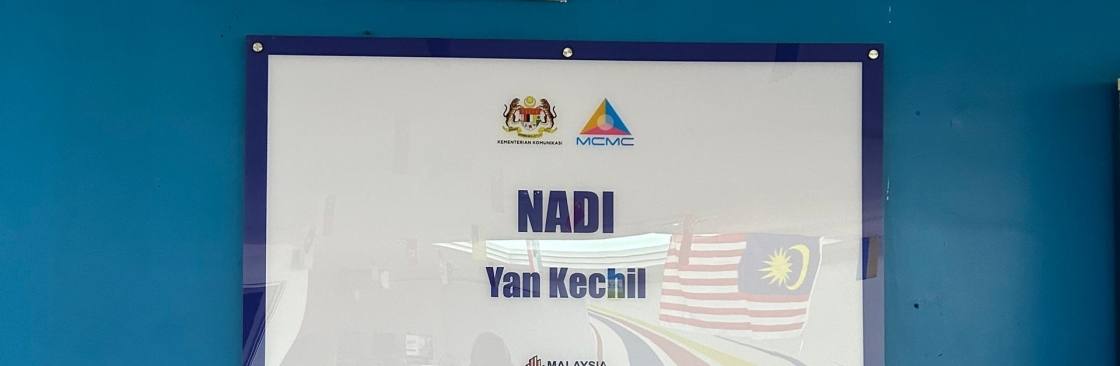 KEMENTERIAN KOMUNIKASI
MCMC
NADI
Yan Kechil
MALAYSIA